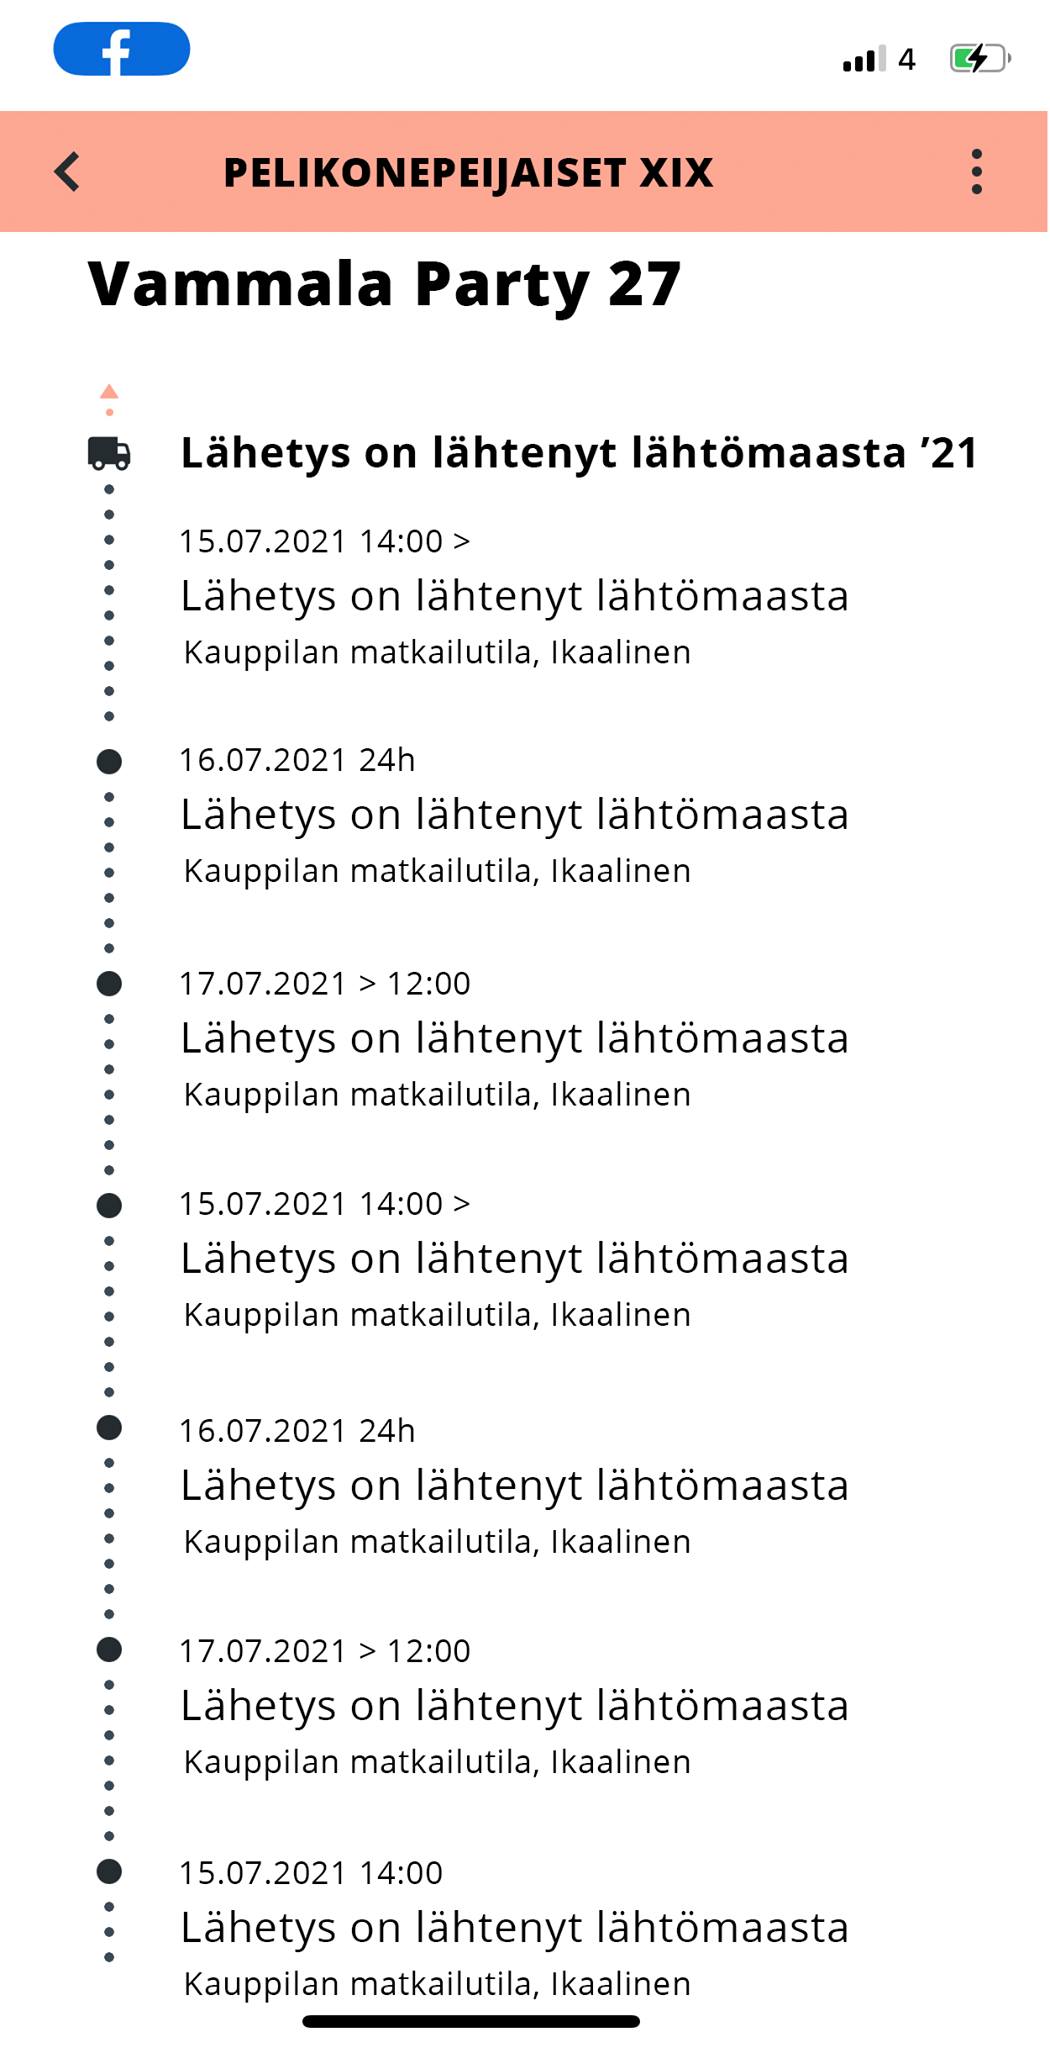 4
PELIKONEPEIJAISET XIX
Vammala Party 27
Lähetys on lähtenyt lähtömaasta ’21
15.07.2021 14:00 >
Lähetys on lähtenyt lähtömaasta
Kauppilan matkailutila, Ikaalinen
16.07.2021 24h
Lähetys on lähtenyt lähtömaasta
Kauppilan matkailutila, Ikaalinen
17.07.2021 > 12:00
Lähetys on lähtenyt lähtömaasta
Kauppilan matkailutila, Ikaalinen
15.07.2021 14:00 >
Lähetys on lähtenyt lähtömaasta
Kauppilan matkailutila, Ikaalinen
16.07.2021 24h
Lähetys on lähtenyt lähtömaasta
Kauppilan matkailutila, Ikaalinen
17.07.2021 > 12:00
Lähetys on lähtenyt lähtömaasta
Kauppilan matkailutila, Ikaalinen
15.07.2021 14:00
Lähetys on lähtenyt lähtömaasta
Kauppilan matkailutila, Ikaalinen